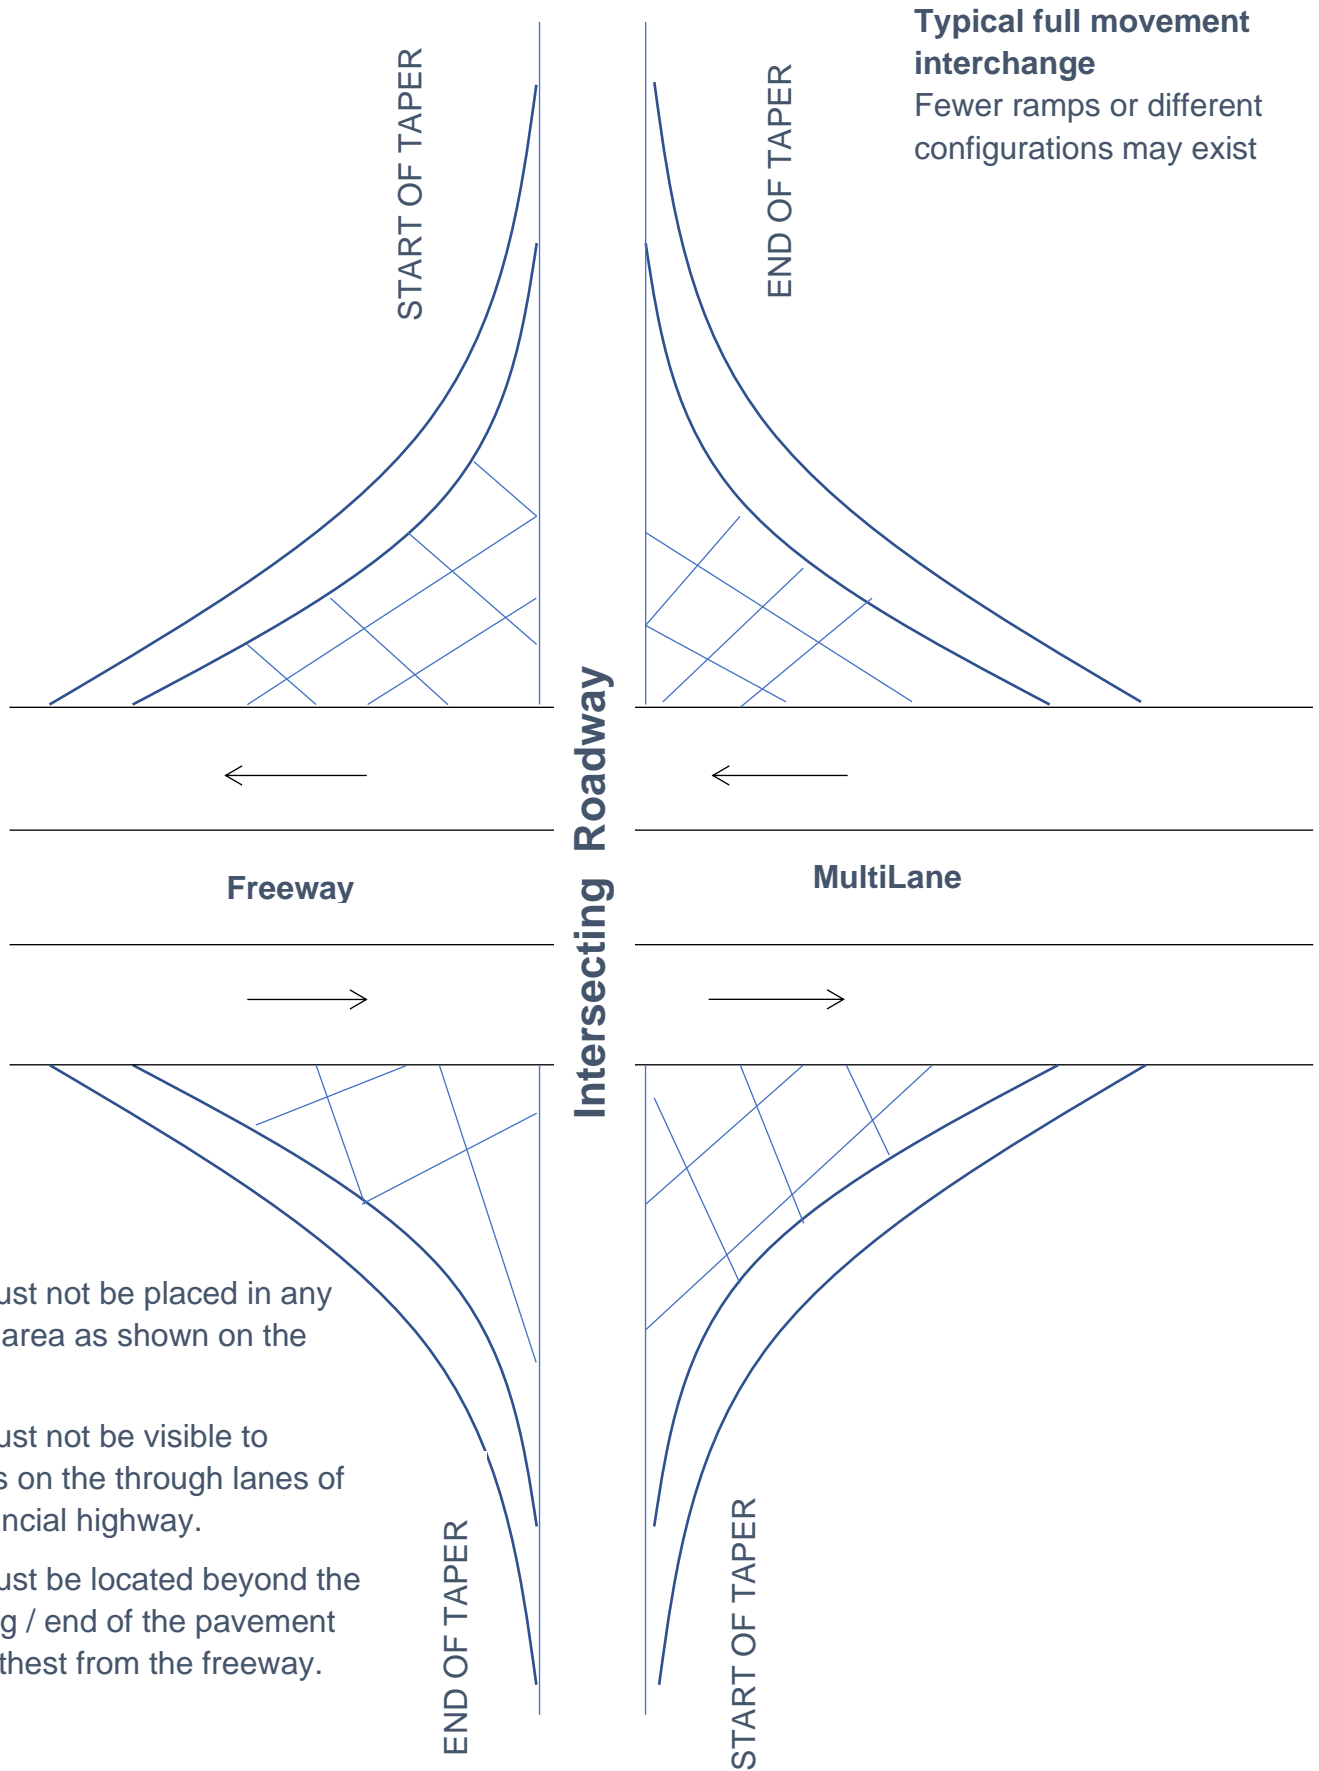 Typical full movement
interchange
Fewer ramps or different
configurations may exist
START OF TAPER
END OF TAPER
Intersecting Roadway
Freeway
MultiLane
ust not be placed in any
area as shown on the
ust not be visible to
s on the through lanes of
ncial highway.
ust be located beyond the
g / end of the pavement
thest from the freeway.
END OF TAPER
START OF TAPER